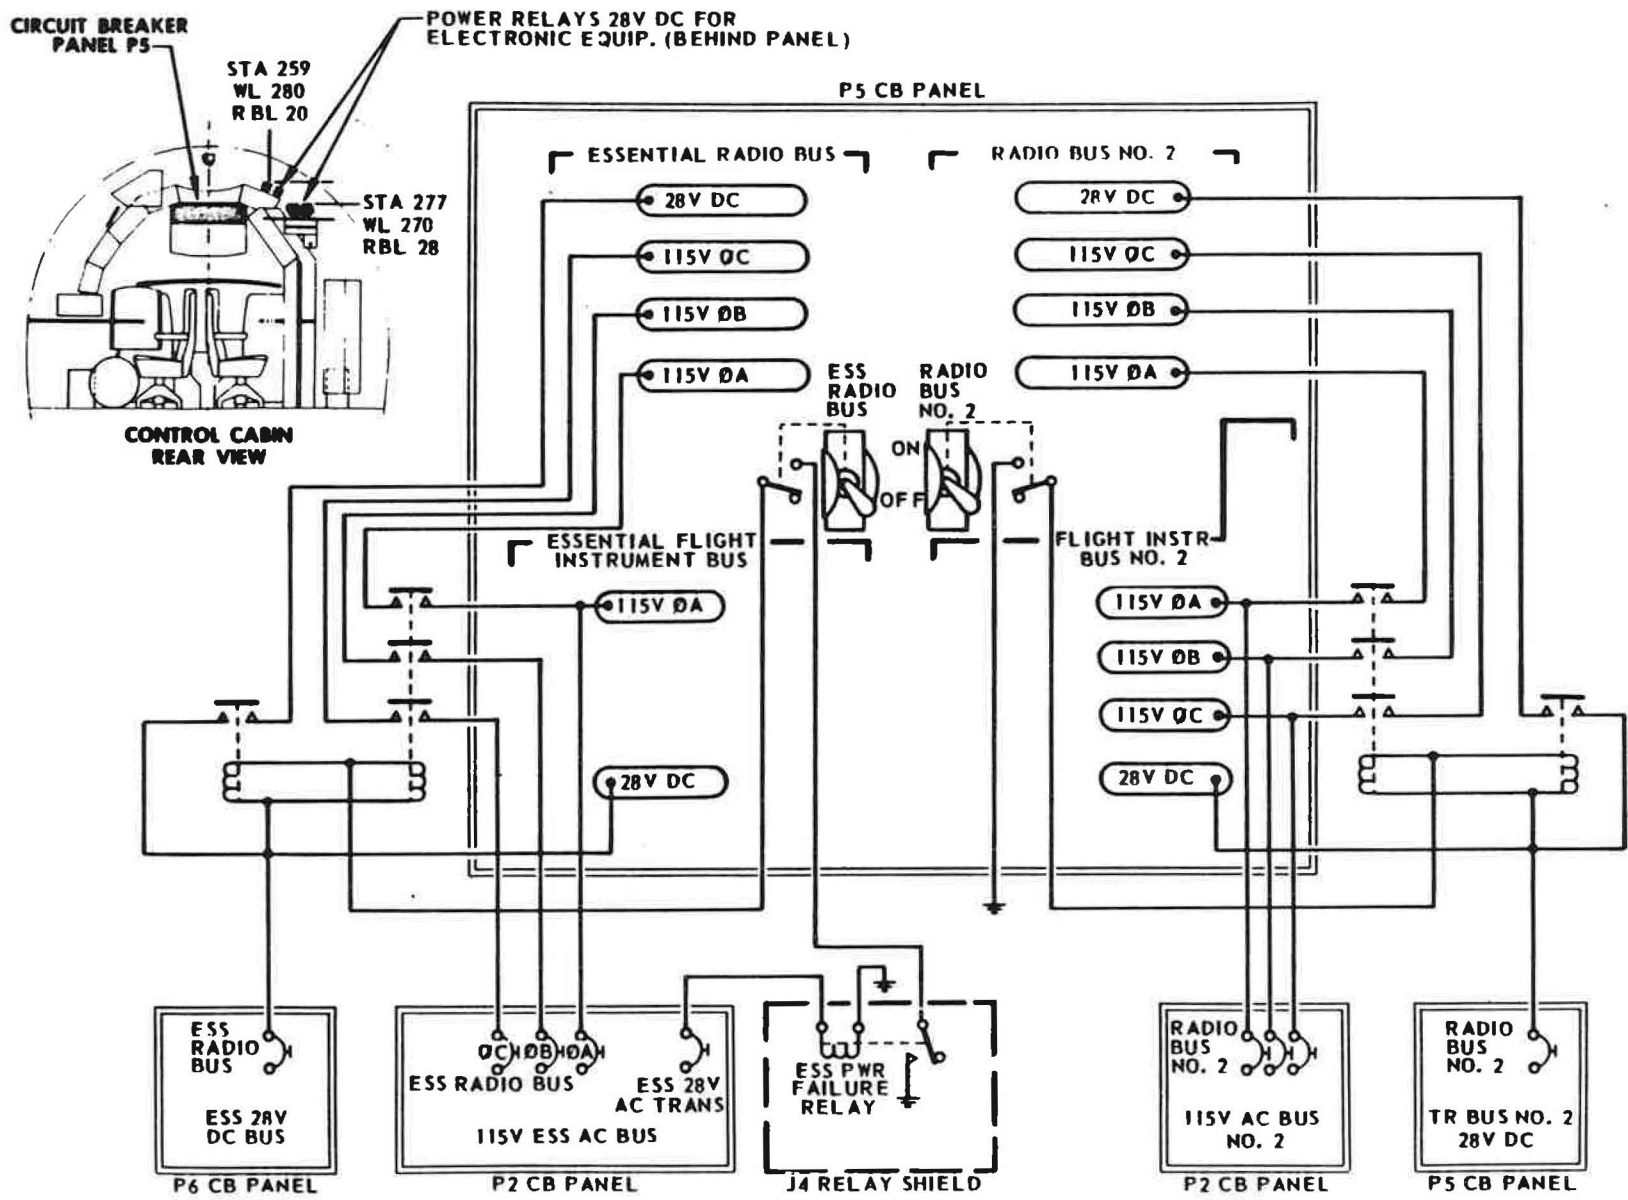 CIRCUIT BREAKER
PANEL P5
POWER RELAYS 28V DC FOR
ELECTRONIC EQUIP. (BEHIND PANEL)
STA 259
WL 280
RBL 20
STA 277
WL 270
RBL 28
CONTROL CABIN
REAR VIEW
P5 CB PANEL
ESSENTIAL RADIO BUS
28V DC
115V ØC
115V ØB
115V ØA
RADIO BUS NO. 2
28V DC
115V ØC
115V ØB
115V ØA
ESS
RADIO
BUS
RADIO
BUS
NO. 2
ON
OFF
ESSENTIAL FLIGHT
INSTRUMENT BUS
115V ØA
28V DC
FLIGHT INSTR
BUS NO. 2
115V ØA
115V ØB
115V ØC
28V DC
ESS
RADIO
BUS
ESS 28V
DC BUS
P6 CB PANEL
ØC ØB ØA
ESS RADIO BUS
ESS 28V
AC TRANS
115V ESS AC BUS
P2 CB PANEL
ESS PWR
FAILURE
RELAY
J4 RELAY SHIELD
RADIO
BUS
NO. 2
115V AC BUS
NO. 2
P2 CB PANEL
RADIO
BUS
NO. 2
TR BUS NO. 2
28V DC
P5 CB PANEL